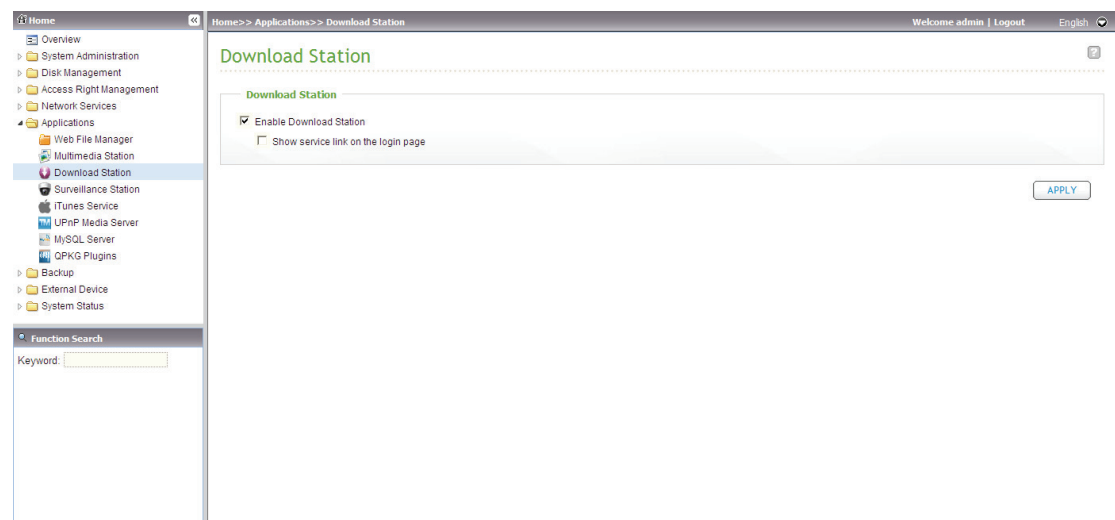 Home
Overview
System Administration
Disk Management
Access Right Management
Network Services
Applications
Web File Manager
Multimedia Station
Download Station
Surveillance Station
iTunes Service
UPnP Media Server
MySQL Server
QPKG Plugins
Backup
External Device
System Status
Function Search
Keyword:
Home>> Applications>> Download Station
Welcome admin | Logout
English
Download Station
Download Station
Enable Download Station
Show service link on the login page
APPLY